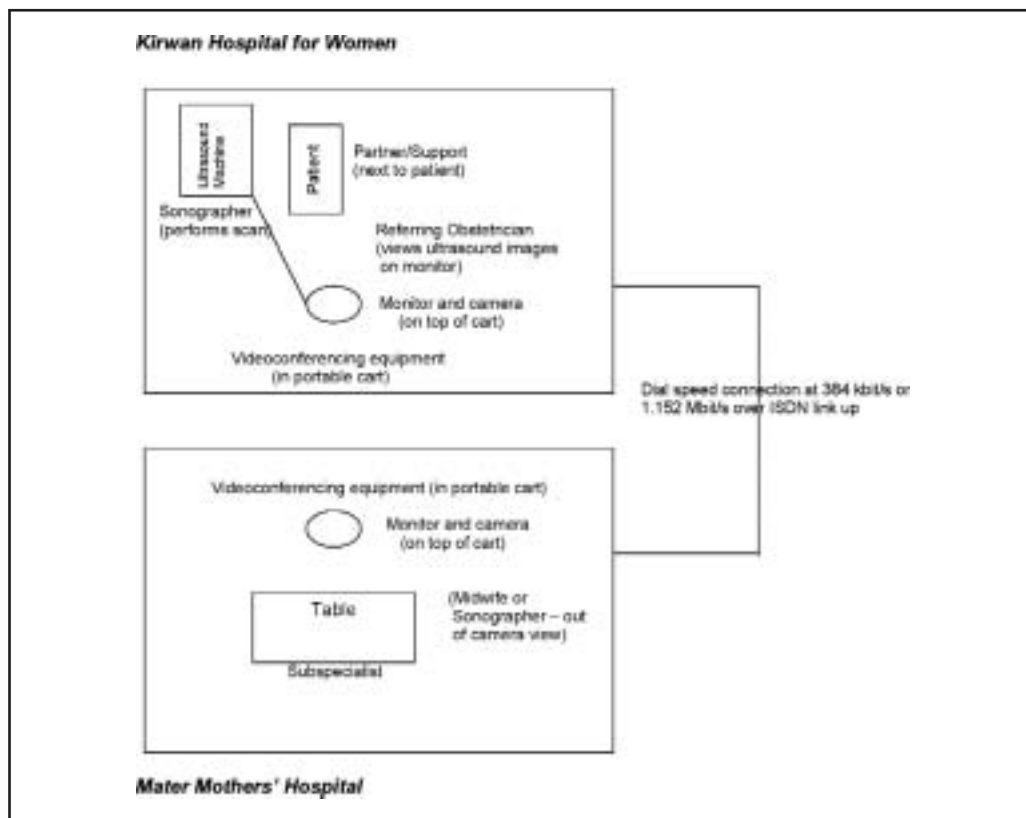 Kirwan Hospital for Women
Ultrasound
Machine
Patient
Partner/Support
(next to patient)
Sonographer
(performs scan)
Referring Obstetrician
(views ultrasound images
on monitor)
Monitor and camera
(on top of cart)
Videoconferencing equipment
(in portable cart)
Dial speed connection at 384 kbit/s or
1.152 Mbit/s over ISDN link up
Videoconferencing equipment (in portable cart)
Monitor and camera
(on top of cart)
Table
(Midwife or
Sonographer – out
of camera view)
Subspecialist
Mater Mothers' Hospital